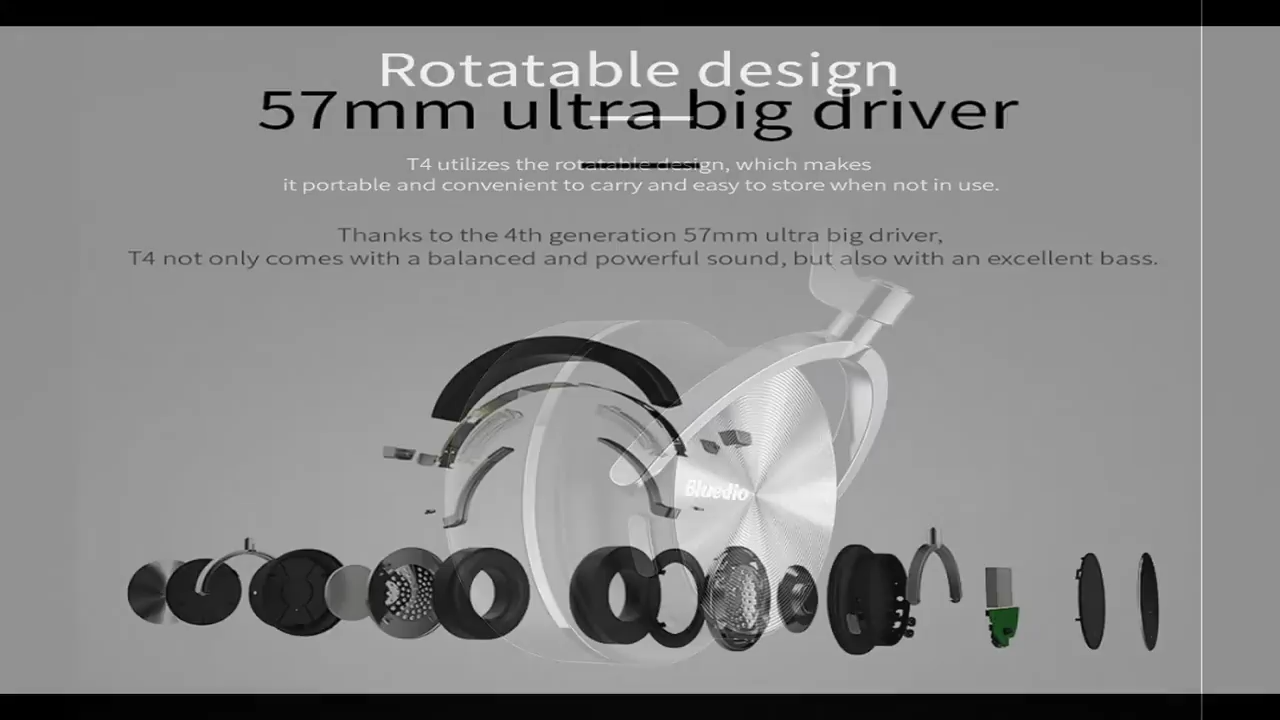 Rotatable design
57mm ultra big driver
T4 utilizes the rotatable design, which makes
it portable and convenient to carry and easy to store when not in use.
Thanks to the 4th generation 57mm ultra big driver,
T4 not only comes with a balanced and powerful sound, but also with an excellent bass.
Bluedio